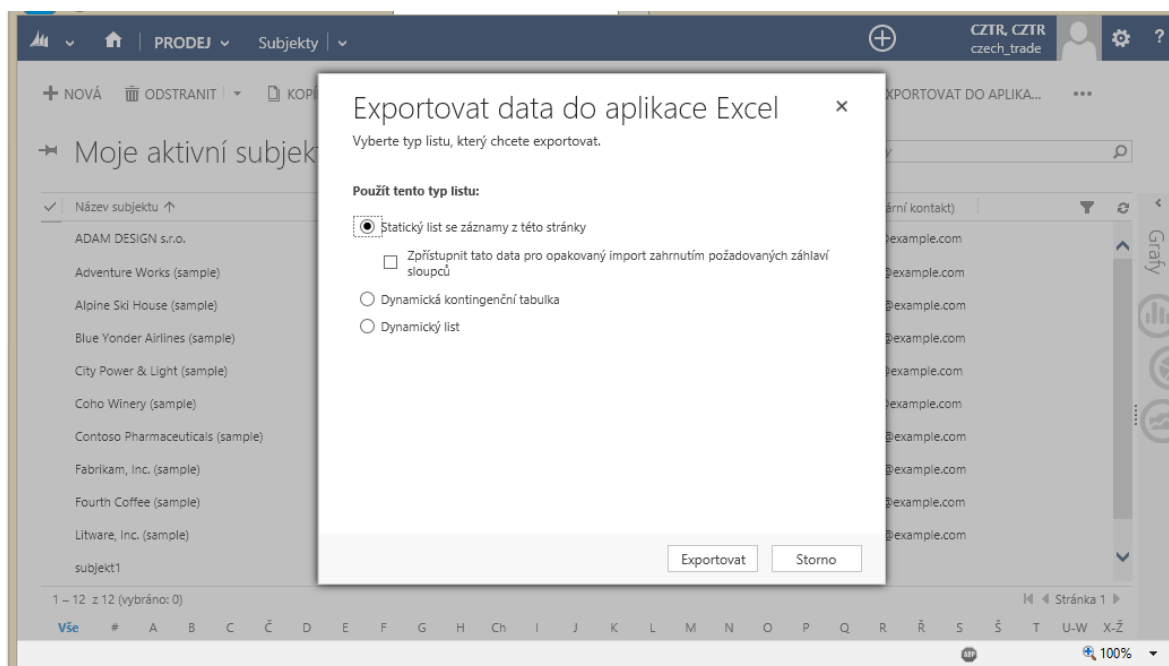 PRODEJ Subjekty CZTR, CZTR
czech_trade
?
NOVÁ ODSTRANIT KOPÍ XPORTOVAT DO APLIKA... •••
Moje aktivní subjek
Exportovat data do aplikace Excel
Vyberte typ listu, který chcete exportovat.
Použít tento typ listu:
Statický list se záznamy z této stránky
Zpřístupnit tato data pro opakovaný import zahrnutím požadovaných záhlaví
sloupců
Dynamická kontingenční tabulka
Dynamický list
Exportovat Storno
Název subjektu ární kontakt)
ADAM DESIGN s.r.o. @example.com
Adventure Works (sample) @example.com
Alpine Ski House (sample) @example.com
Blue Yonder Airlines (sample) @example.com
City Power & Light (sample) @example.com
Coho Winery (sample) @example.com
Contoso Pharmaceuticals (sample) @example.com
Fabrikam, Inc. (sample) @example.com
Fourth Coffee (sample) @example.com
Litware, Inc. (sample) @example.com
subjekt1
Grafy
1 – 12 z 12 (vybráno: 0) Stránka 1
Vše # A B C Č D E F G H Ch I J K L M N O P Q R Ř S Š T U-W X-Ž
ABP 100%